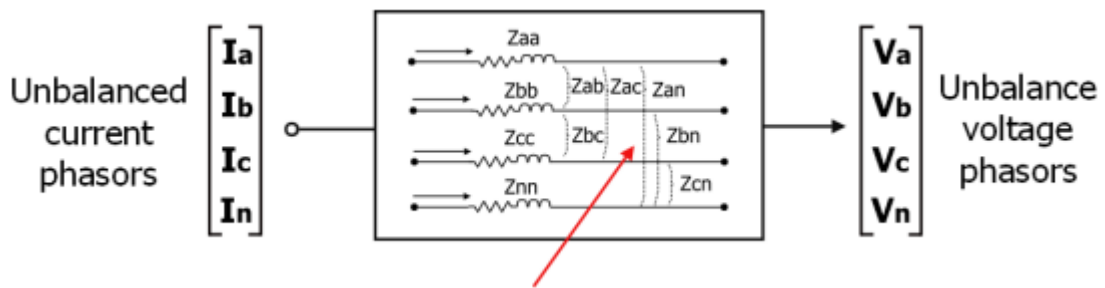 Unbalanced
current
phasors
Ia
Ib
Ic
In
Zaa
Zbb
Zcc
Znn
Zab
Zac
Zan
Zbc
Zbn
Zcn
Va
Vb
Vc
Vn
Unbalance
voltage
phasors